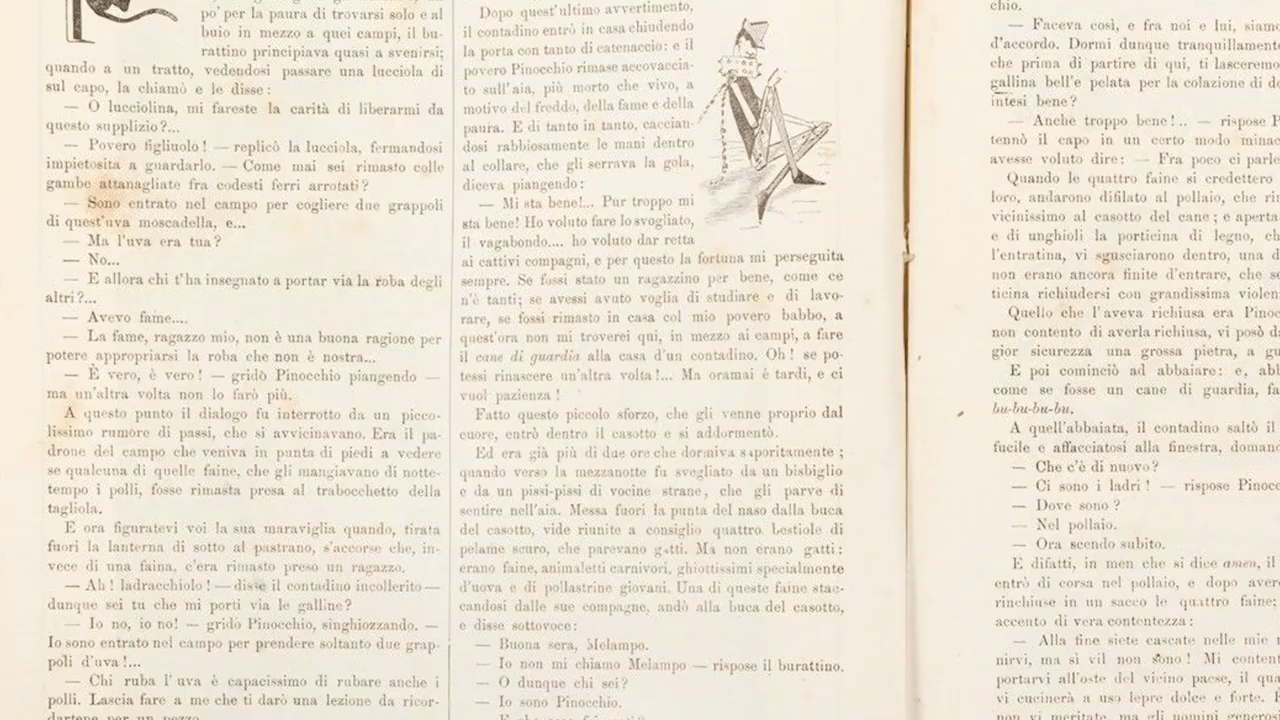 po' per la paura di trovarsi solo e al
buio in mezzo a quei campi, il bu-
rattino principiava quasi a svenirsi;
quando a un tratto, vedendosi passare una lucciola di
sul capo, la chiamò e le disse:
— O lucciolina, mi fareste la carità di liberarmi da
questo supplizio?...
— Povero figliuolo! — replicò la lucciola, fermandosi
impietosita a guardarlo. — Come mai sei rimasto colle
gambe attanagliate fra codesti ferri arrotati?
— Sono entrato nel campo per cogliere due grappoli
di quest'uva moscadella, e...
— Ma l'uva era tua?
— No...
— E allora chi t'ha insegnato a portar via la roba degli
altri?...
— Avevo fame....
— La fame, ragazzo mio, non è una buona ragione per
potere appropriarsi la roba che non è nostra...
— È vero, è vero! — gridò Pinocchio piangendo —
ma un'altra volta non lo farò più.
A questo punto il dialogo fu interrotto da un picco-
lissimo rumore di passi, che si avvicinavano. Era il pa-
drone del campo che veniva in punta di piedi a vedere
se qualcuna di quelle faine, che gli mangiavano di notte-
tempo i polli, fosse rimasta presa al trabocchetto della
tagliola.
E ora figuratevi voi la sua maraviglia quando, tirata
fuori la lanterna di sotto al pastrano, s'accorse che, in-
vece di una faina, c'era rimasto preso un ragazzo.
— Ah! ladracchiolo! — disse il contadino incollerito —
dunque sei tu che mi porti via le galline?
— Io no, io no! — gridò Pinocchio, singhiozzando. —
Io sono entrato nel campo per prendere soltanto due grap-
poli d'uva!...
— Chi ruba l'uva è capacissimo di rubare anche i
polli. Lascia fare a me che ti darò una lezione da ricor-
dartene per un pezzo.
Dopo quest'ultimo avvertimento,
il contadino entrò in casa chiudendo
la porta con tanto di catenaccio: e il
povero Pinocchio rimase accovaccia-
to sull'aia, più morto che vivo, a
motivo del freddo, della fame e della
paura. E di tanto in tanto, caccian-
dosi rabbiosamente le mani dentro
al collare, che gli serrava la gola,
diceva piangendo:
— Mi sta bene!... Pur troppo mi
sta bene! Ho voluto fare lo svogliato,
il vagabondo.... ho voluto dar retta
ai cattivi compagni, e per questo la fortuna mi perseguita
sempre. Se fossi stato un ragazzino per bene, come ce
n'è tanti; se avessi avuto voglia di studiare e di lavo-
rare, se fossi rimasto in casa col mio povero babbo, a
quest'ora non mi troverei qui, in mezzo ai campi, a fare
il cane di guardia alla casa d'un contadino. Oh! se po-
tessi rinascere un'altra volta!... Ma oramai è tardi, e ci
vuol pazienza!
Fatto questo piccolo sforzo, che gli venne proprio dal
cuore, entrò dentro il casotto e si addormentò.
Ed era già più di due ore che dormiva saporitamente;
quando verso la mezzanotte fu svegliato da un bisbiglio
e da un pissi-pissi di vocine strane, che gli parve di
sentire nell'aia. Messa fuori la punta del naso dalla buca
del casotto, vide riunite a consiglio quattro bestiole di
pelame scuro, che parevano gatti. Ma non erano gatti:
erano faine, animaletti carnivori, ghiottissimi specialmente
d'uova e di pollastrine giovani. Una di queste faine stac-
candosi dalle sue compagne, andò alla buca del casotto,
e disse sottovoce:
— Buona sera, Melampo.
— Io non mi chiamo Melampo — rispose il burattino.
— O dunque chi sei?
— Io sono Pinocchio.
chio.
— Faceva così, e fra noi e lui, siam
d'accordo. Dormi dunque tranquillament
che prima di partire di qui, ti lasceremo
gallina bell'e pelata per la colazione di d
intesi bene?
— Anche troppo bene!.. — rispose P
tennò il capo in un certo modo minac
avesse voluto dire: — Fra poco ci parle
Quando le quattro faine si credettero
loro, andarono difilato al pollaio, che rim
vicinissimo al casotto del cane; e aperta
e di unghioli la porticina di legno, ch
l'entratina, vi sgusciarono dentro, una d
non erano ancora finite d'entrare, che s
ticina richiudersi con grandissima violen
Quello che l'aveva richiusa era Pinoc
non contento di averla richiusa, vi posò d
gior sicurezza una grossa pietra, a gu
E poi cominciò ad abbaiare: e, abb
come se fosse un cane di guardia, fa
bu-bu-bu-bu.
A quell'abbaiata, il contadino saltò il
fucile e affacciatosi alla finestra, doman
— Che c'è di nuovo?
— Ci sono i ladri! — rispose Pinocc
— Dove sono?
— Nel pollaio.
— Ora scendo subito.
E difatti, in men che si dice amen, il
entrò di corsa nel pollaio, e dopo aver
rinchiuse in un sacco le quattro faine;
accento di vera contentezza:
— Alla fine siete cascate nelle mie
nirvi, ma sì vil non sono! Mi conten
portarvi all'oste del vicino paese, il qua
vi cucinerà a uso lepre dolce e forte.